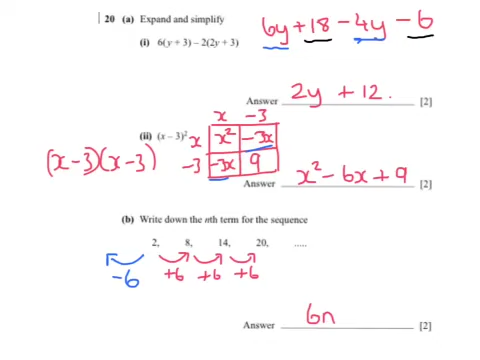 20 (a) Expand and simplify
6y + 18 - 4y - 6
(i) 6(y + 3) – 2(2y + 3)
Answer 2y + 12. [2]
x -3
(ii) (x – 3)² x x² -3x
(x-3)(x-3) -3 -3x 9
Answer x² - 6x + 9 [2]
(b) Write down the nth term for the sequence
2, 8, 14, 20, .....
-6 +6 +6 +6
Answer 6n [2]